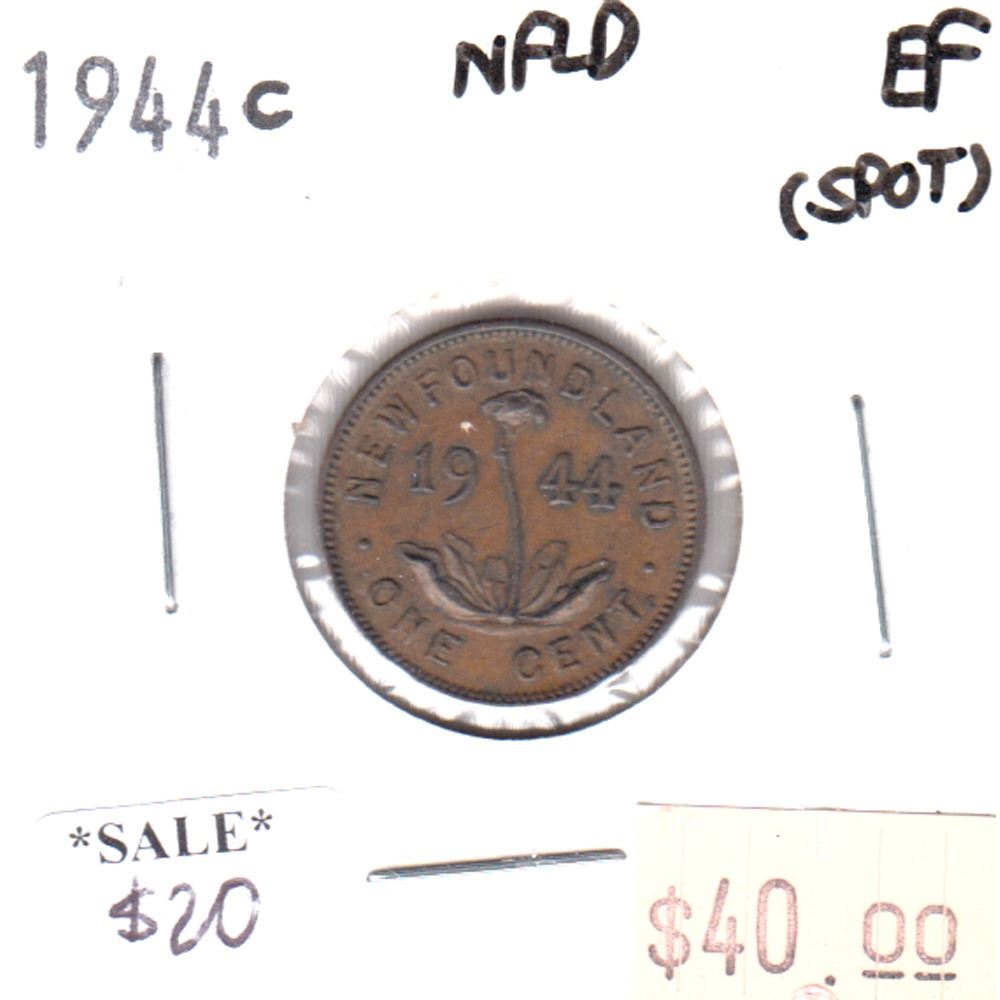 1944C NFLD EF
(SPOT)
NEWFOUNDLAND
1944
· ONE CENT. ·
*SALE*
$20
$40.00